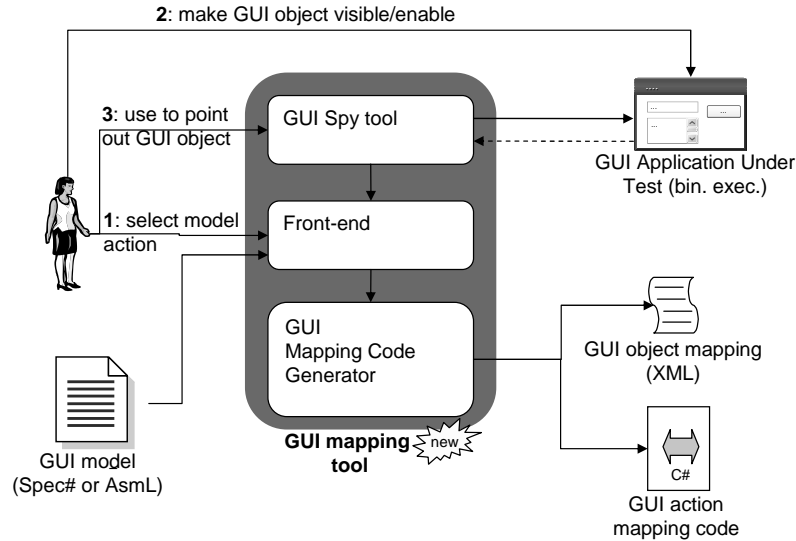 2: make GUI object visible/enable
3: use to point
out GUI object
GUI Spy tool
....
...
...
...
GUI Application Under
Test (bin. exec.)
1: select model
action
Front-end
GUI
Mapping Code
Generator
GUI object mapping
(XML)
GUI mapping
tool
new
GUI model
(Spec# or AsmL)
C#
GUI action
mapping code